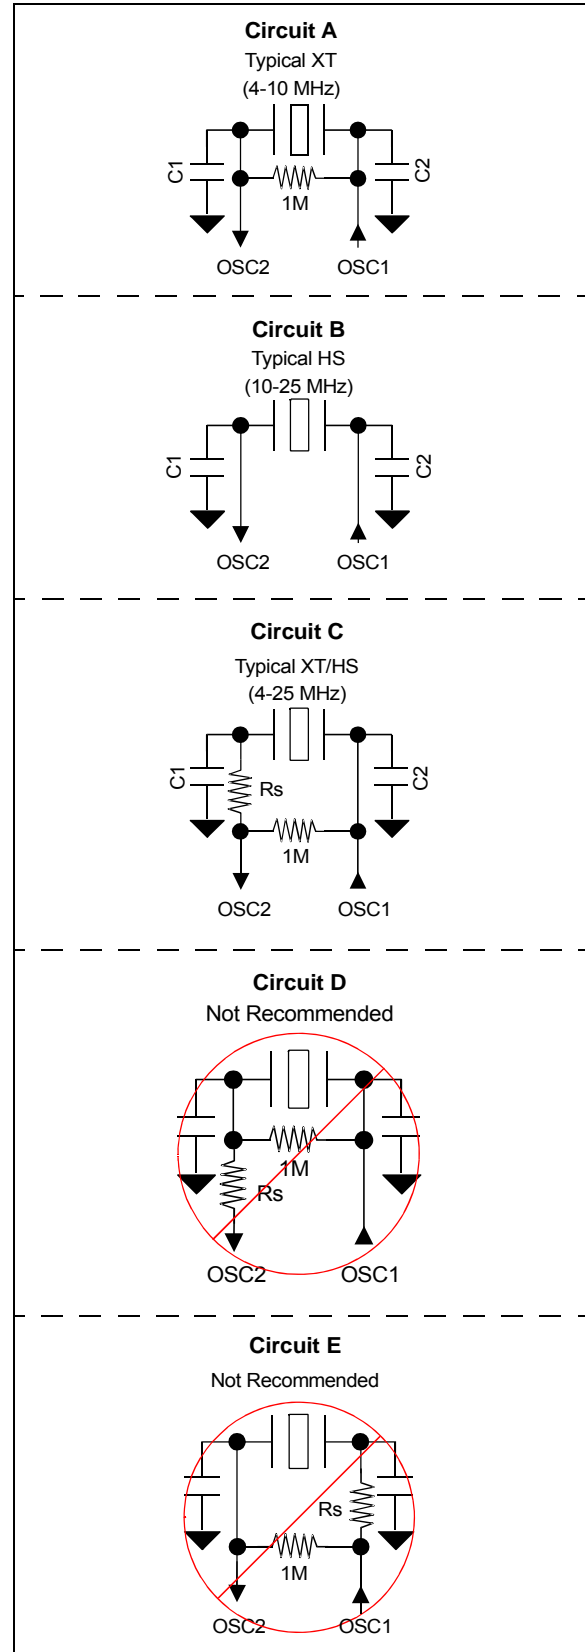 Circuit A
Typical XT
(4-10 MHz)
C1
C2
1M
OSC2 OSC1
Circuit B
Typical HS
(10-25 MHz)
C1
C2
OSC2 OSC1
Circuit C
Typical XT/HS
(4-25 MHz)
C1
Rs
C2
1M
OSC2 OSC1
Circuit D
Not Recommended
1M
Rs
OSC2 OSC1
Circuit E
Not Recommended
Rs
1M
OSC2 OSC1